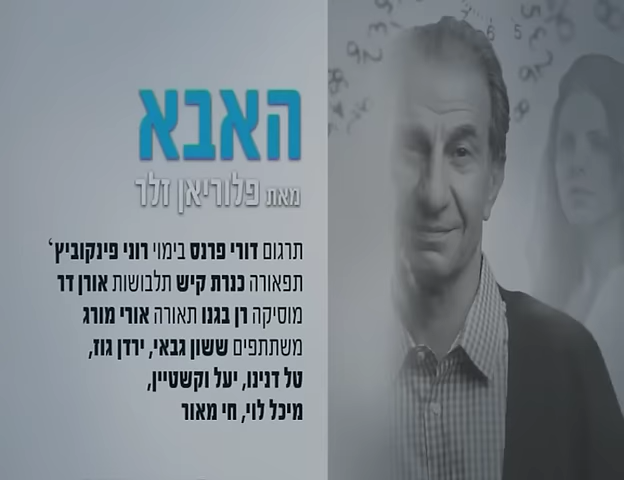 האבא
מאת פלוריאן זלר
תרגום דורי פרנס בימוי רוני פינקוביץ'
תפאורה כנרת קיש תלבושות אורן דר
מוסיקה רן בגנו תאורה אורי מורג
משתתפים ששון גבאי, ירדן גוז,
טל דנינו, יעל וקשטיין,
מיכל לוי, חי מאור